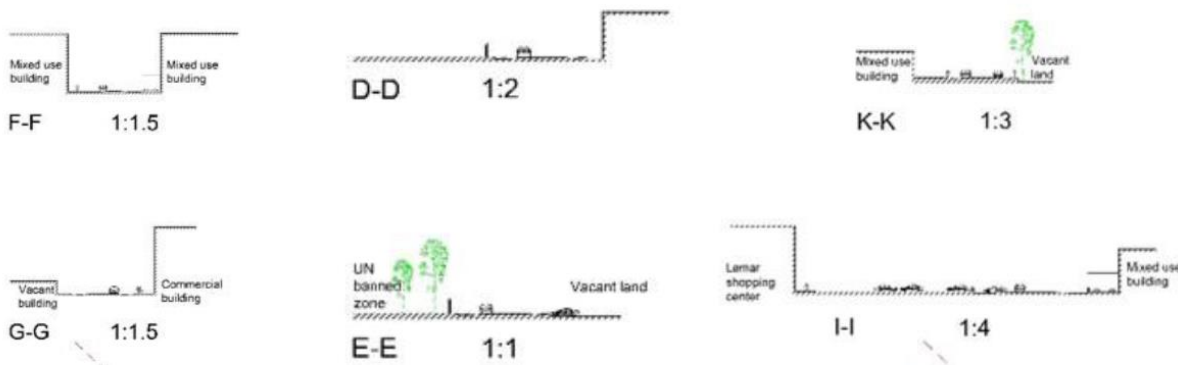 Mixed use
building
Mixed use
building
F-F 1:1.5
D-D 1:2
Mixed use
building
Vacant
land
K-K 1:3
Vacant
building
Commercial
building
G-G 1:1.5
UN
banned
zone
Vacant land
E-E 1:1
Lemar
shopping
center
Mixed use
building
I-I 1:4